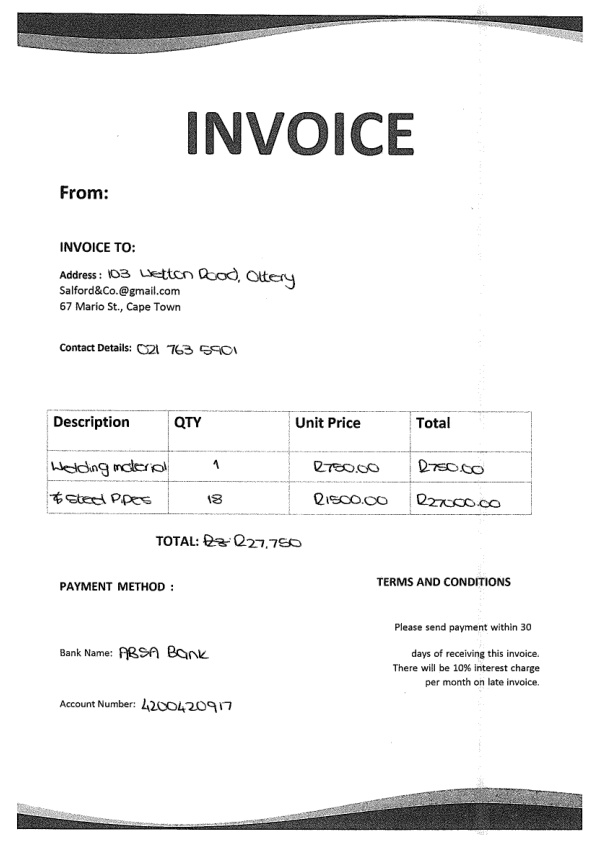 INVOICE
From:
INVOICE TO:
Address : 103 Wetton Road, Ottery
Salford&Co.@gmail.com
67 Mario St., Cape Town
Contact Details: 021 763 5901
Description QTY Unit Price Total
Welding material 1 R750.00 R750.00
Steel Pipes 18 R1500.00 R27000.00
TOTAL: R27,750
PAYMENT METHOD :
TERMS AND CONDITIONS
Please send payment within 30
Bank Name: ABSA Bank
days of receiving this invoice.
There will be 10% interest charge
per month on late invoice.
Account Number: 4200420917